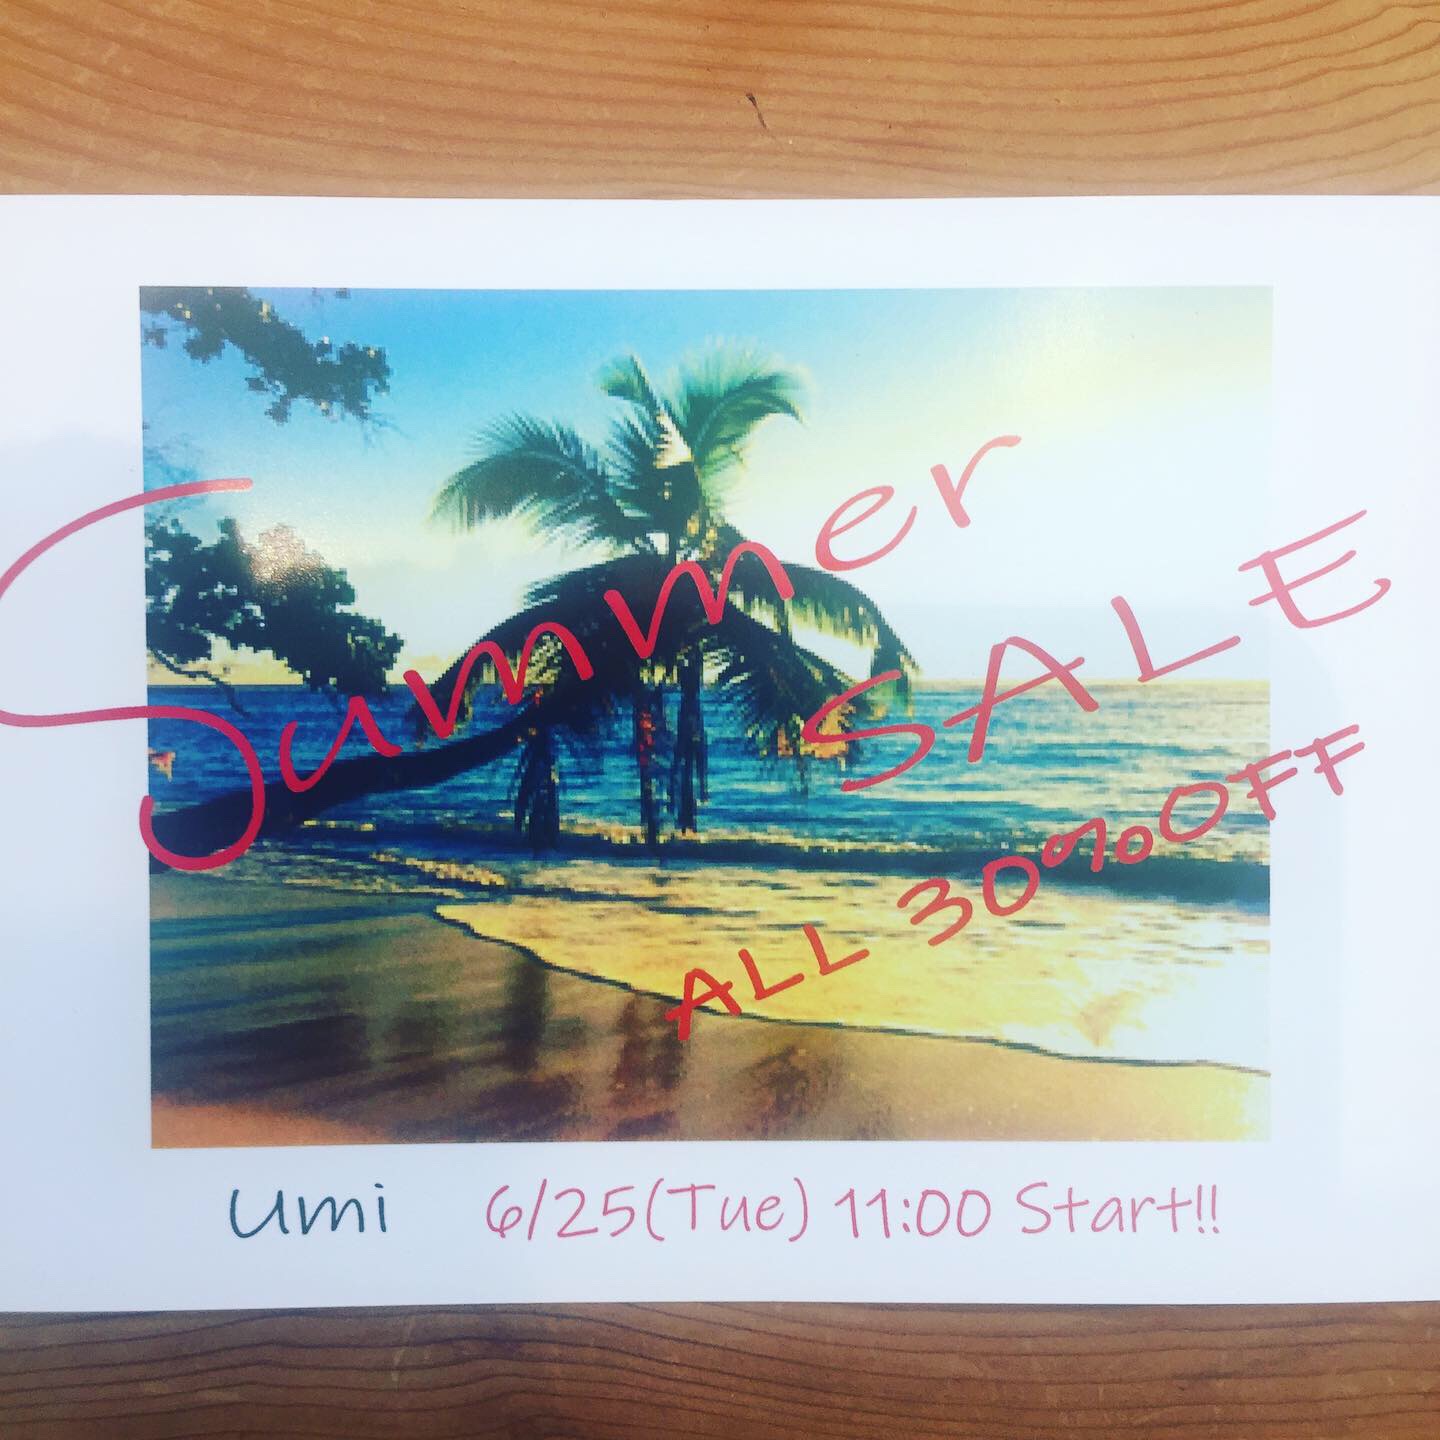 Summer
SALE
ALL 30%OFF
umi 6/25(Tue) 11:00 Start!!